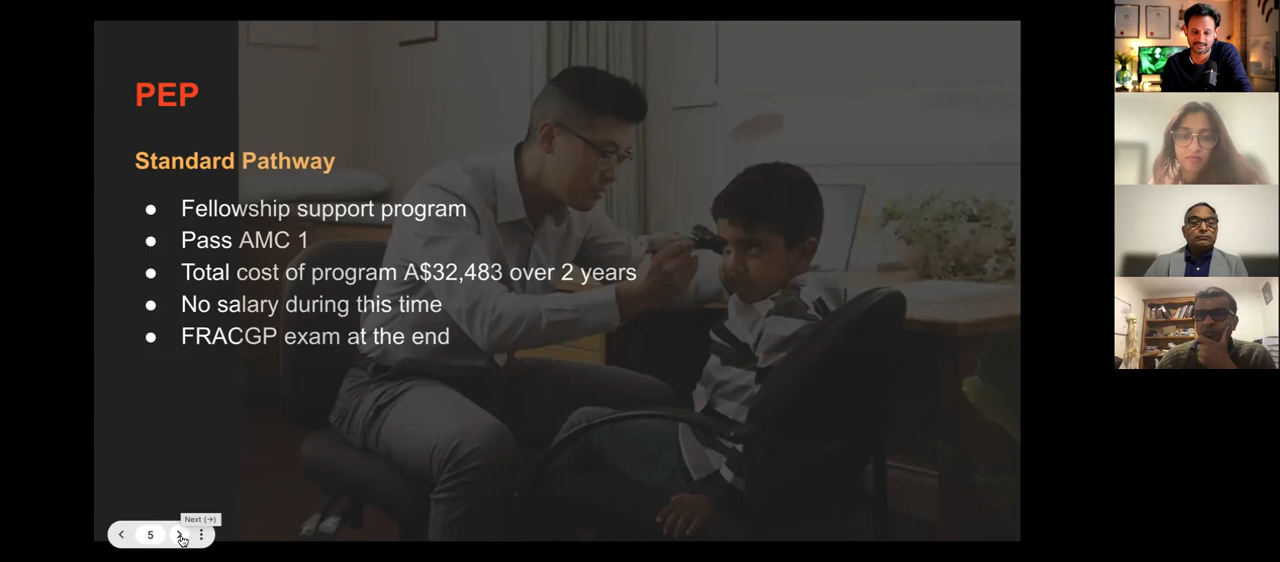 PEP
Standard Pathway
● Fellowship support program
● Pass AMC 1
● Total cost of program A$32,483 over 2 years
● No salary during this time
● FRACGP exam at the end
Next (→)
5